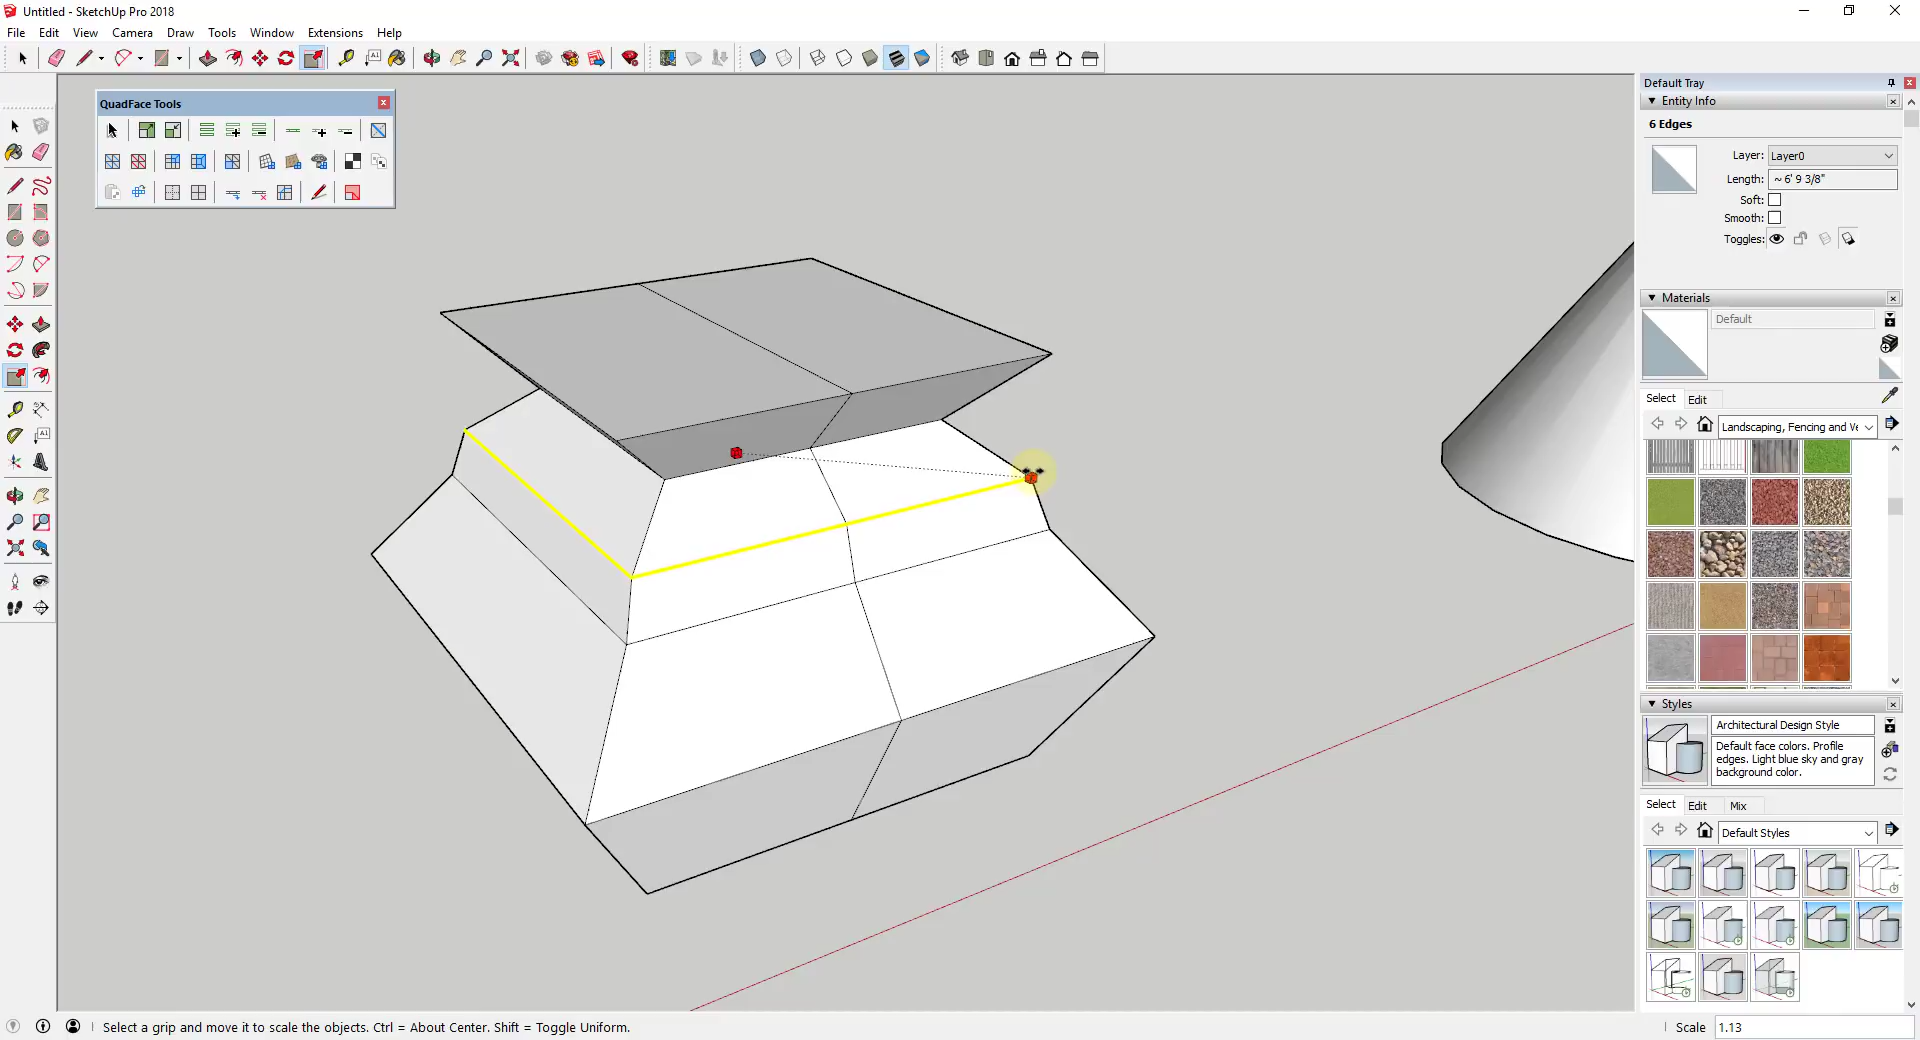 Untitled - SketchUp Pro 2018
File Edit View Camera Draw Tools Window Extensions Help
QuadFace Tools
Default Tray
Entity Info
6 Edges
Layer: Layer0
Length: ~ 6' 9 3/8"
Soft:
Smooth:
Toggles:
Materials
Default
Select Edit
Landscaping, Fencing and Ve
Styles
Architectural Design Style
Default face colors. Profile
edges. Light blue sky and gray
background color.
Select Edit Mix
Default Styles
Select a grip and move it to scale the objects. Ctrl = About Center. Shift = Toggle Uniform.
Scale 1.13